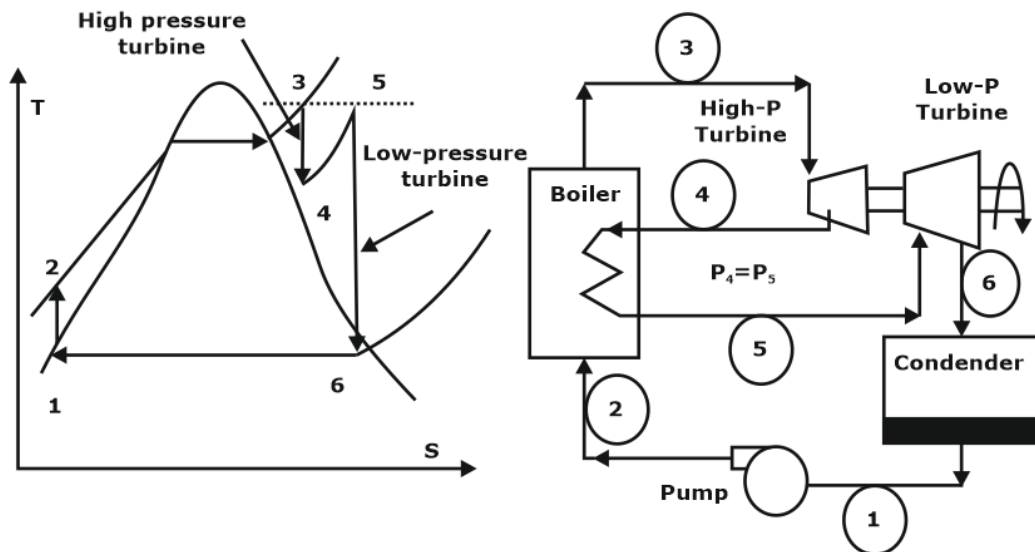 High pressure
turbine
T
3
5
Low-pressure
turbine
4
2
6
1
S
3
High-P
Turbine
Low-P
Turbine
Boiler
4
P₄=P₅
6
5
Condender
2
Pump
1